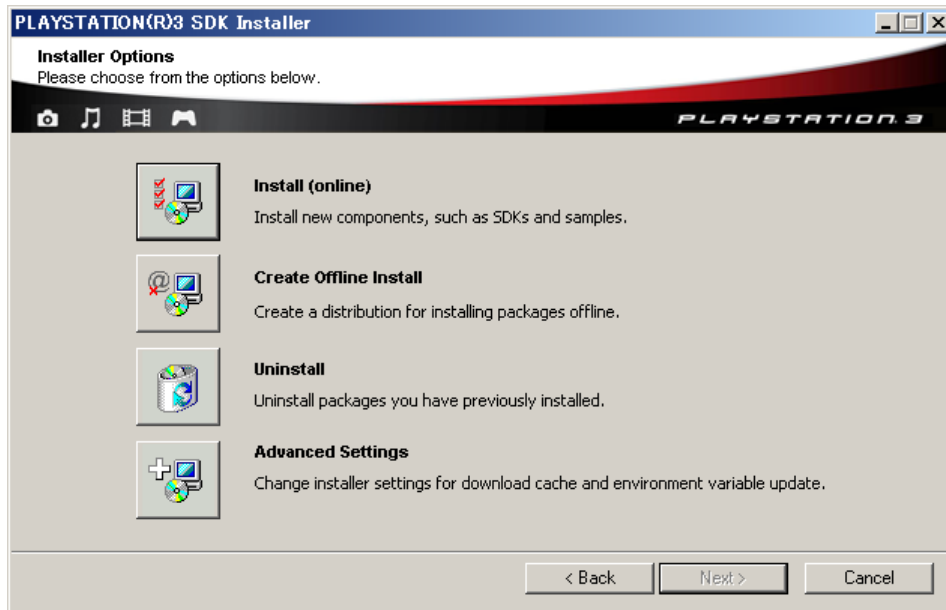 PLAYSTATION(R)3 SDK Installer
Installer Options
Please choose from the options below.
PLAYSTATION 3
Install (online)
Install new components, such as SDKs and samples.
@
Create Offline Install
Create a distribution for installing packages offline.
Uninstall
Uninstall packages you have previously installed.
Advanced Settings
Change installer settings for download cache and environment variable update.
< Back
Next >
Cancel